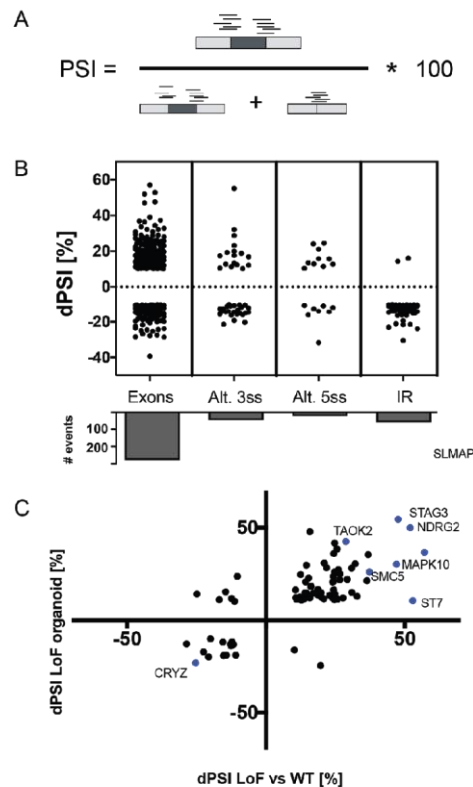 A
PSI = * 100
+
B
dPSI [%]
60
40
20
0
-20
-40
Exons Alt. 3ss Alt. 5ss IR
# events
100
200
SLMAP
C
dPSI LoF organoid [%]
50
-50
-50
50
STAG3
NDRG2
TAOK2
MAPK10
SMC5
ST7
CRYZ
dPSI LoF vs WT [%]